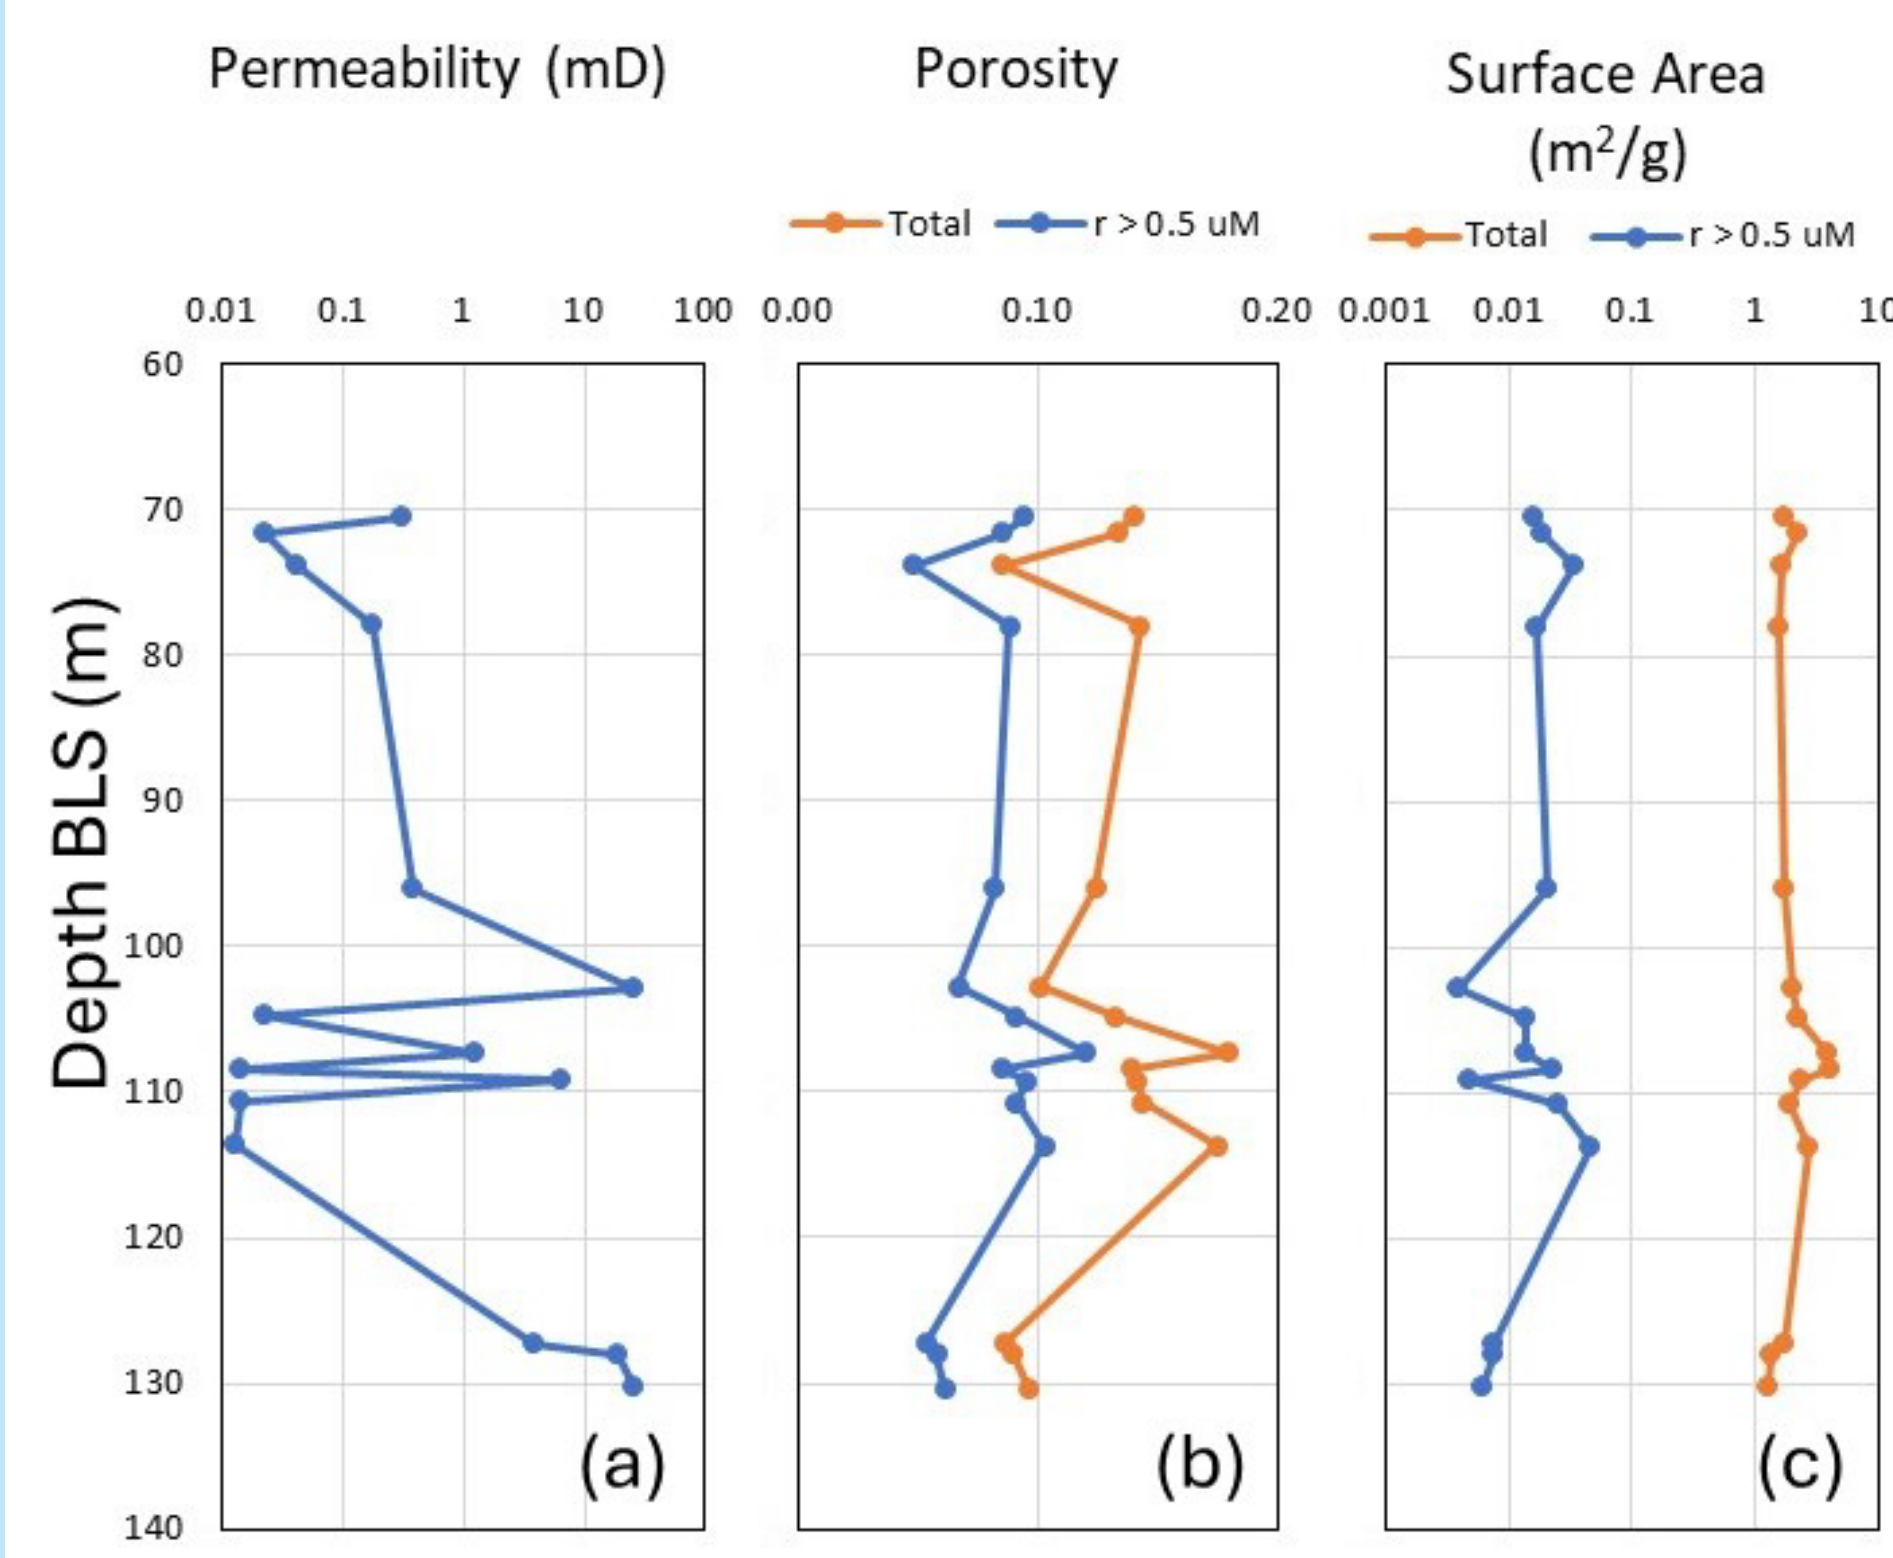 Permeability (mD)
Porosity
Surface Area
(m²/g)
Total
r > 0.5 uM
Total
r > 0.5 uM
0.01 0.1 1 10 100
0.00 0.10 0.20
0.001 0.01 0.1 1 10
Depth BLS (m)
60
70
80
90
100
110
120
130
140
(a)
(b)
(c)